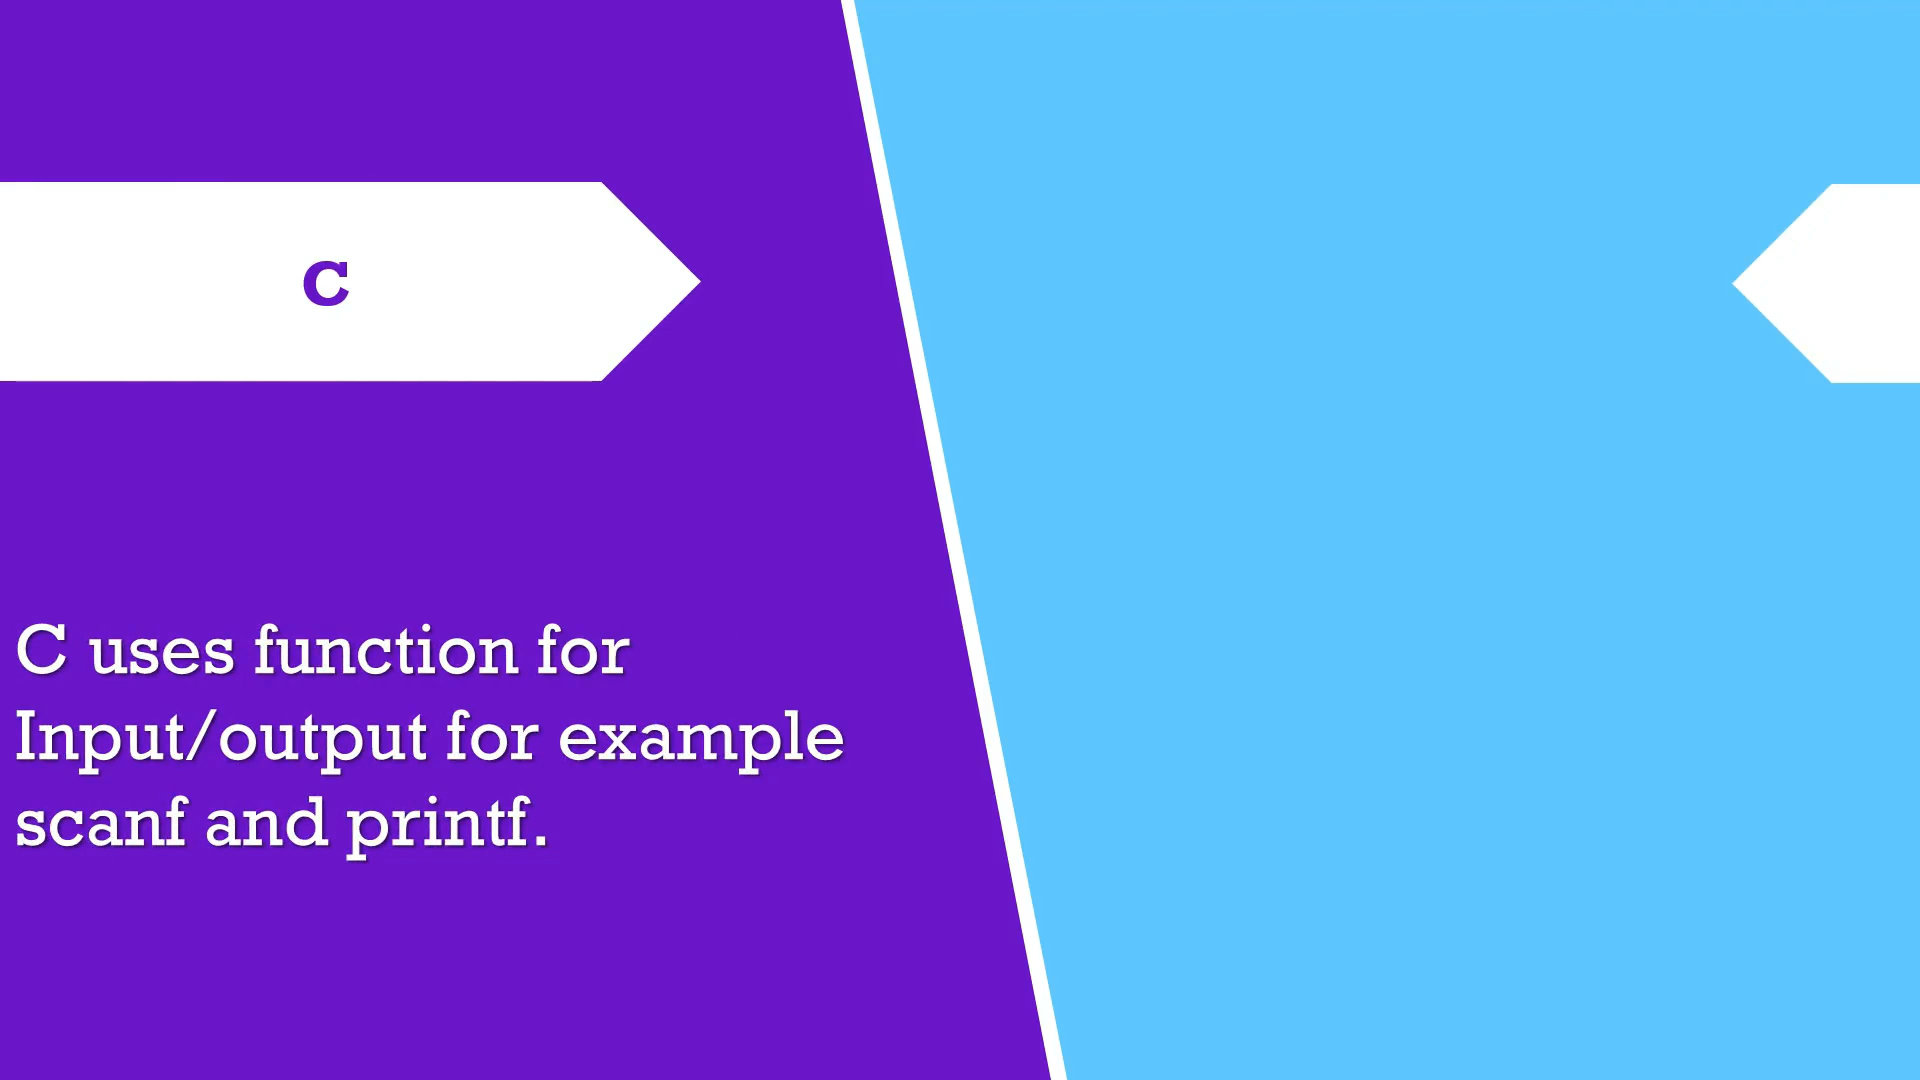 C
C uses function for
Input/output for example
scanf and printf.